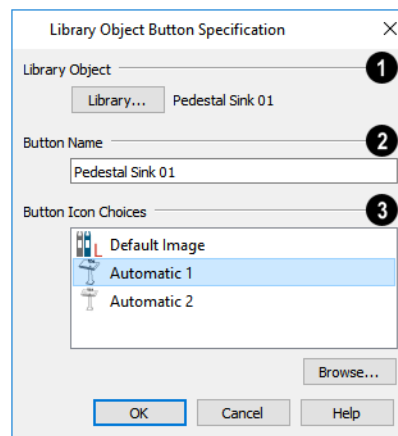 Library Object Button Specification
Library Object 1
Library... Pedestal Sink 01
Button Name 2
Pedestal Sink 01
Button Icon Choices 3
L Default Image
Automatic 1
Automatic 2
Browse...
OK Cancel Help